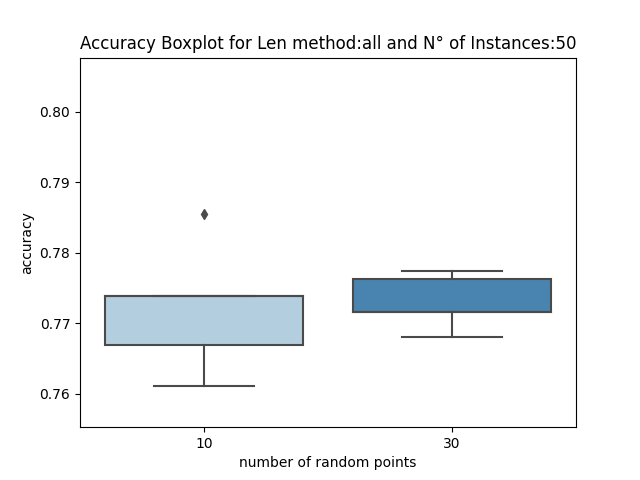 Accuracy Boxplot for Len method:all and N° of Instances:50
0.80
0.79
0.78
0.77
0.76
accuracy
10
30
number of random points